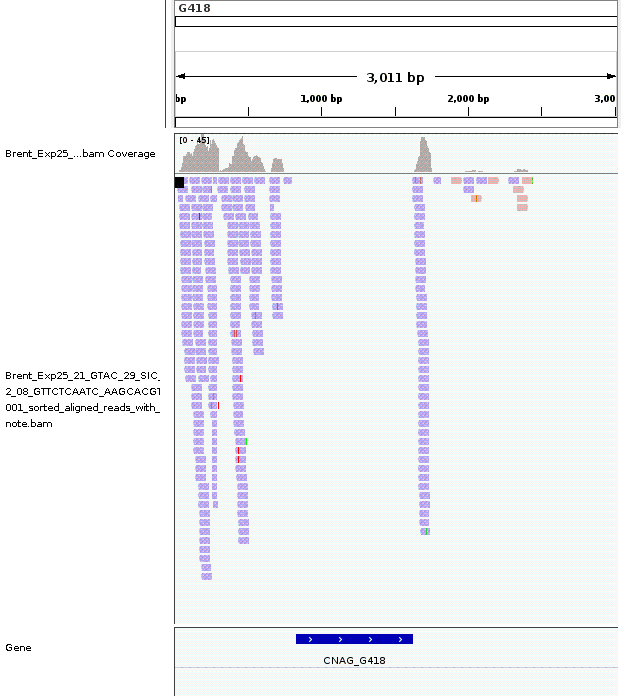 G418
3,011 bp
bp 1,000 bp 2,000 bp 3,00
[0 - 45]
Brent_Exp25_...bam Coverage
Brent_Exp25_21_GTAC_29_SIC_
2_08_GTTCTCAATC_AAGCACGT
001_sorted_aligned_reads_with_
note.bam
Gene
CNAG_G418